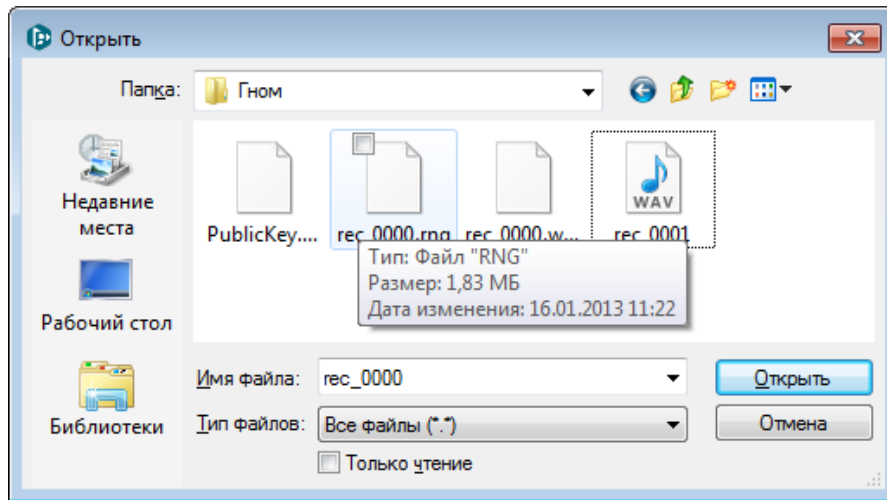 Открыть
Папка:
Гном
Недавние
места
Рабочий стол
Библиотеки
PublicKey....
rec_0000.rng
rec_0000.w...
WAV
rec_0001
Тип: Файл "RNG"
Размер: 1,83 МБ
Дата изменения: 16.01.2013 11:22
Имя файла:
rec_0000
Открыть
Тип файлов:
Все файлы (*.*)
Отмена
Только чтение